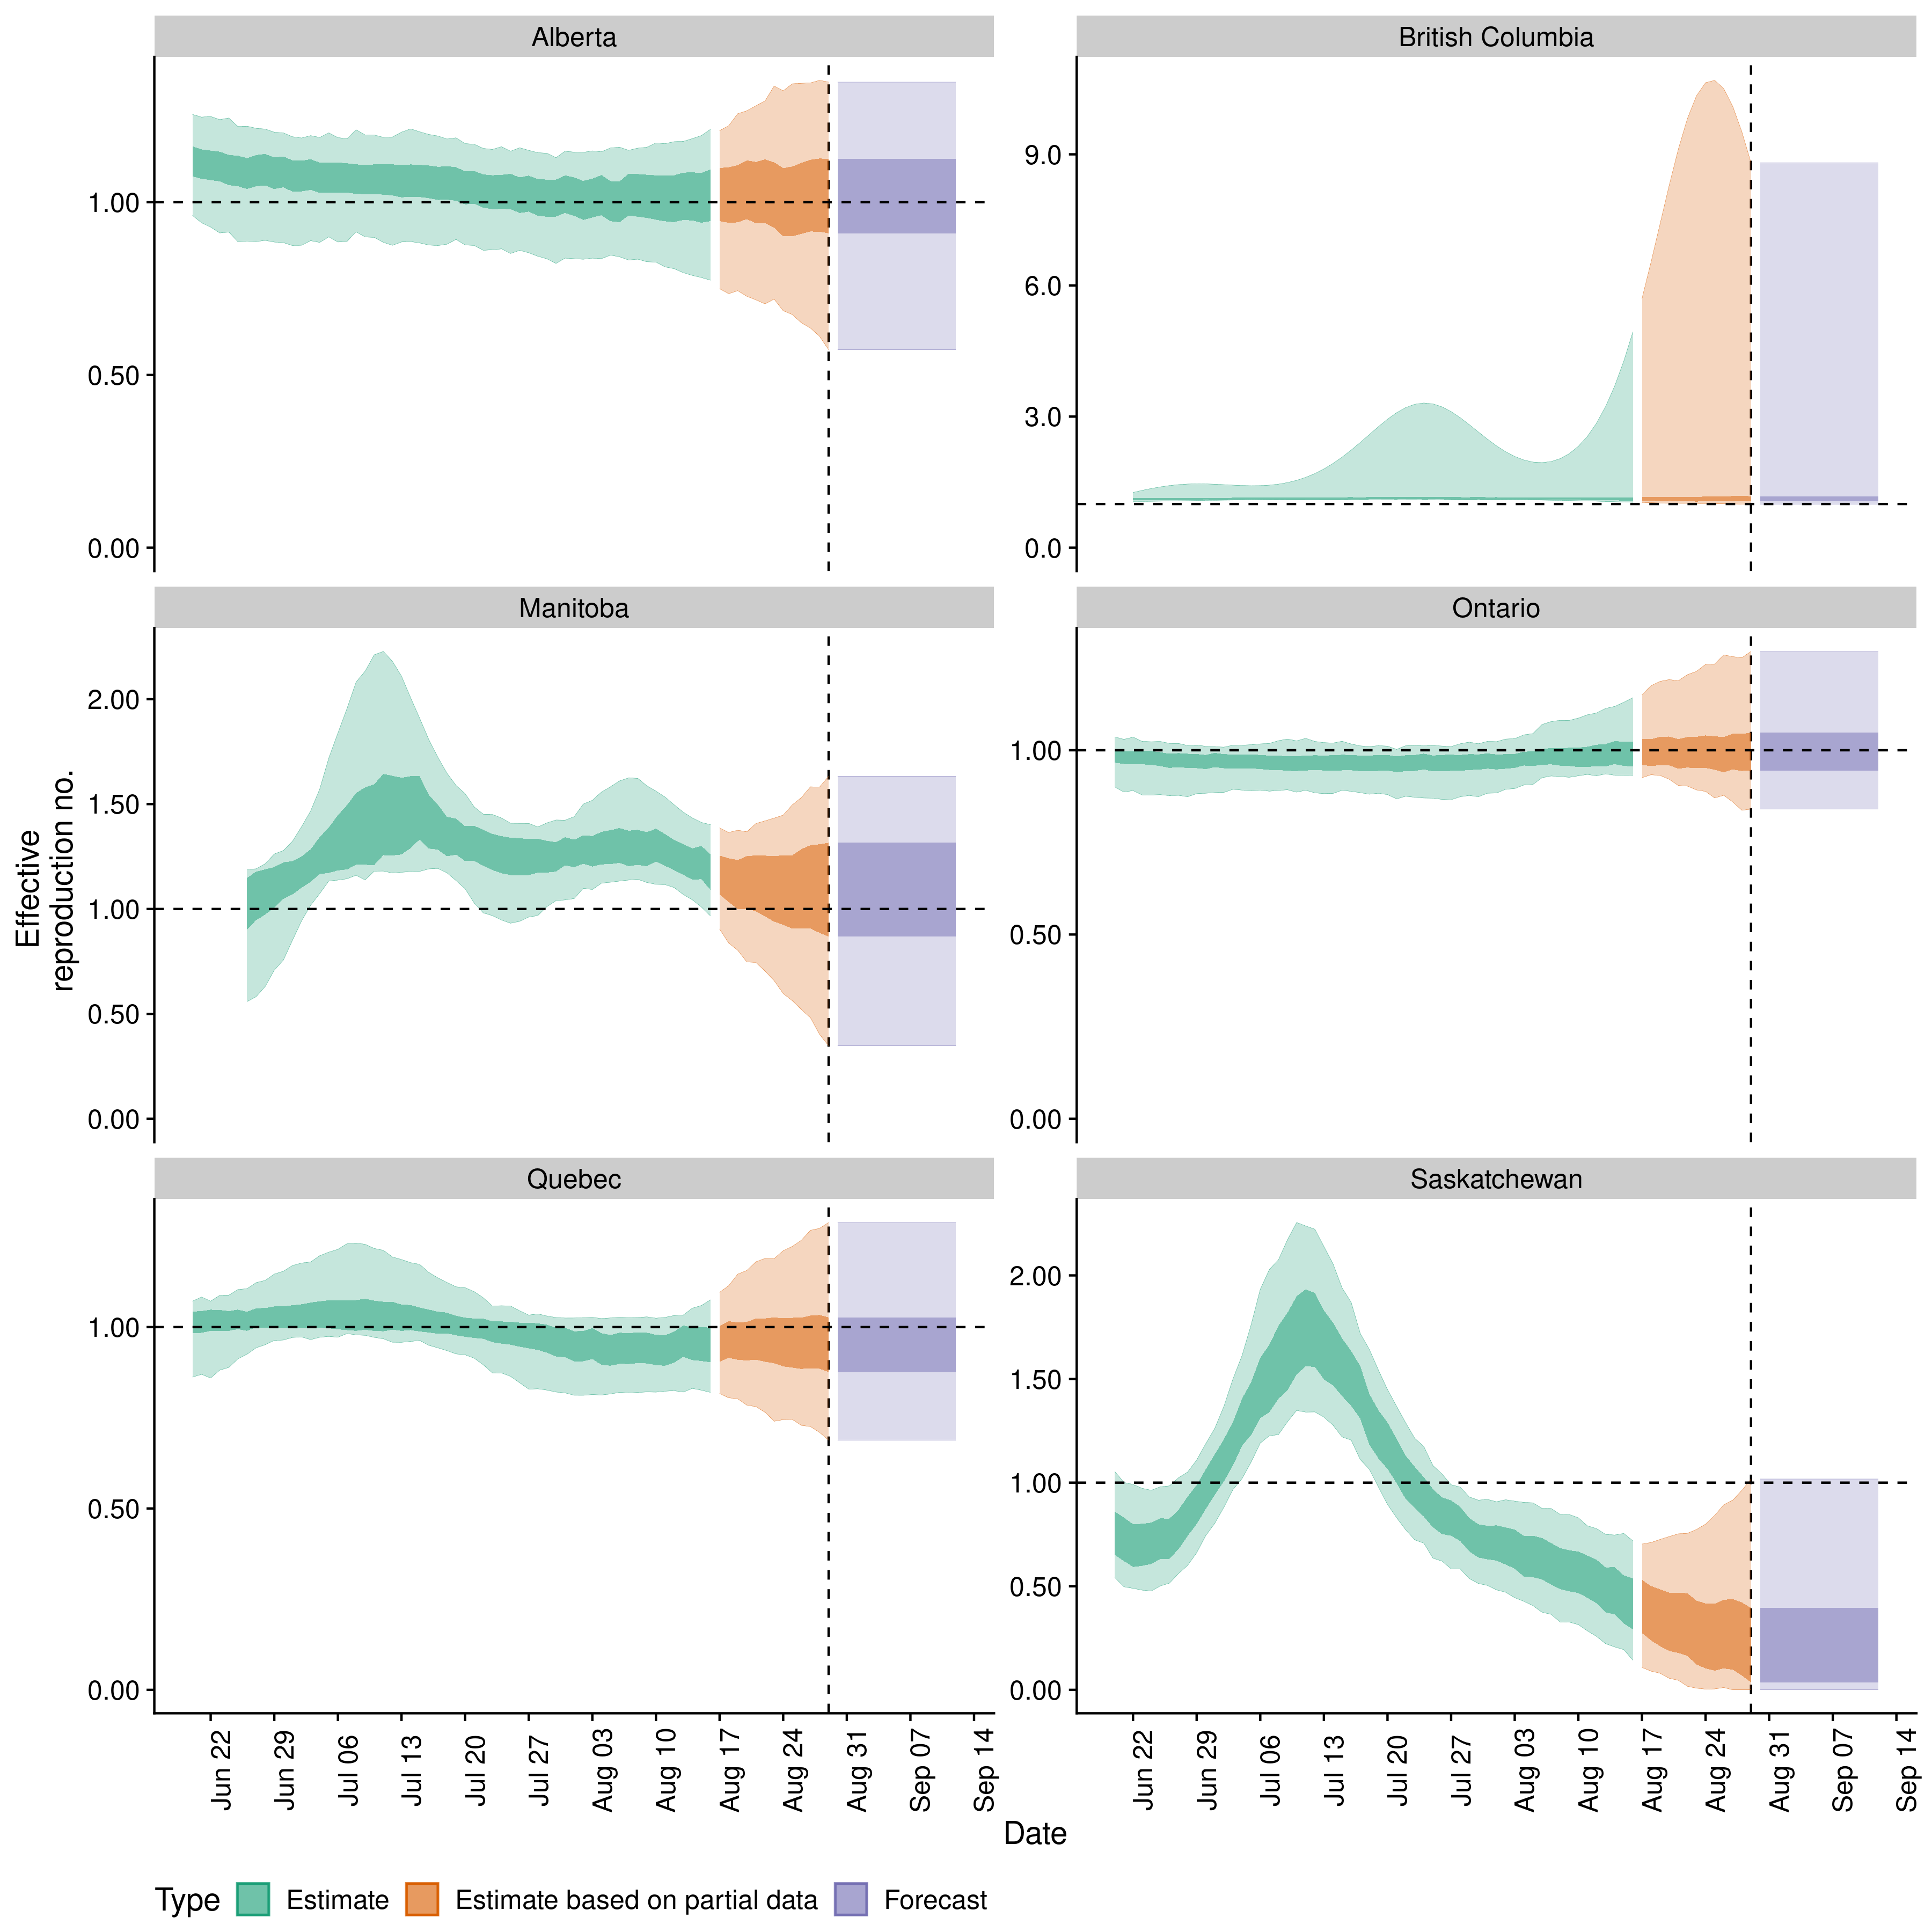 Alberta
British Columbia
1.00
0.50
0.00
9.0
6.0
3.0
0.0
Manitoba
Ontario
2.00
1.50
1.00
0.50
0.00
1.00
0.50
0.00
Quebec
Saskatchewan
1.00
0.50
0.00
2.00
1.50
1.00
0.50
0.00
Effective
reproduction no.
Jun 22
Jun 29
Jul 06
Jul 13
Jul 20
Jul 27
Aug 03
Aug 10
Aug 17
Aug 24
Aug 31
Sep 07
Sep 14
Jun 22
Jun 29
Jul 06
Jul 13
Jul 20
Jul 27
Aug 03
Aug 10
Aug 17
Aug 24
Aug 31
Sep 07
Sep 14
Date
Type Estimate Estimate based on partial data Forecast